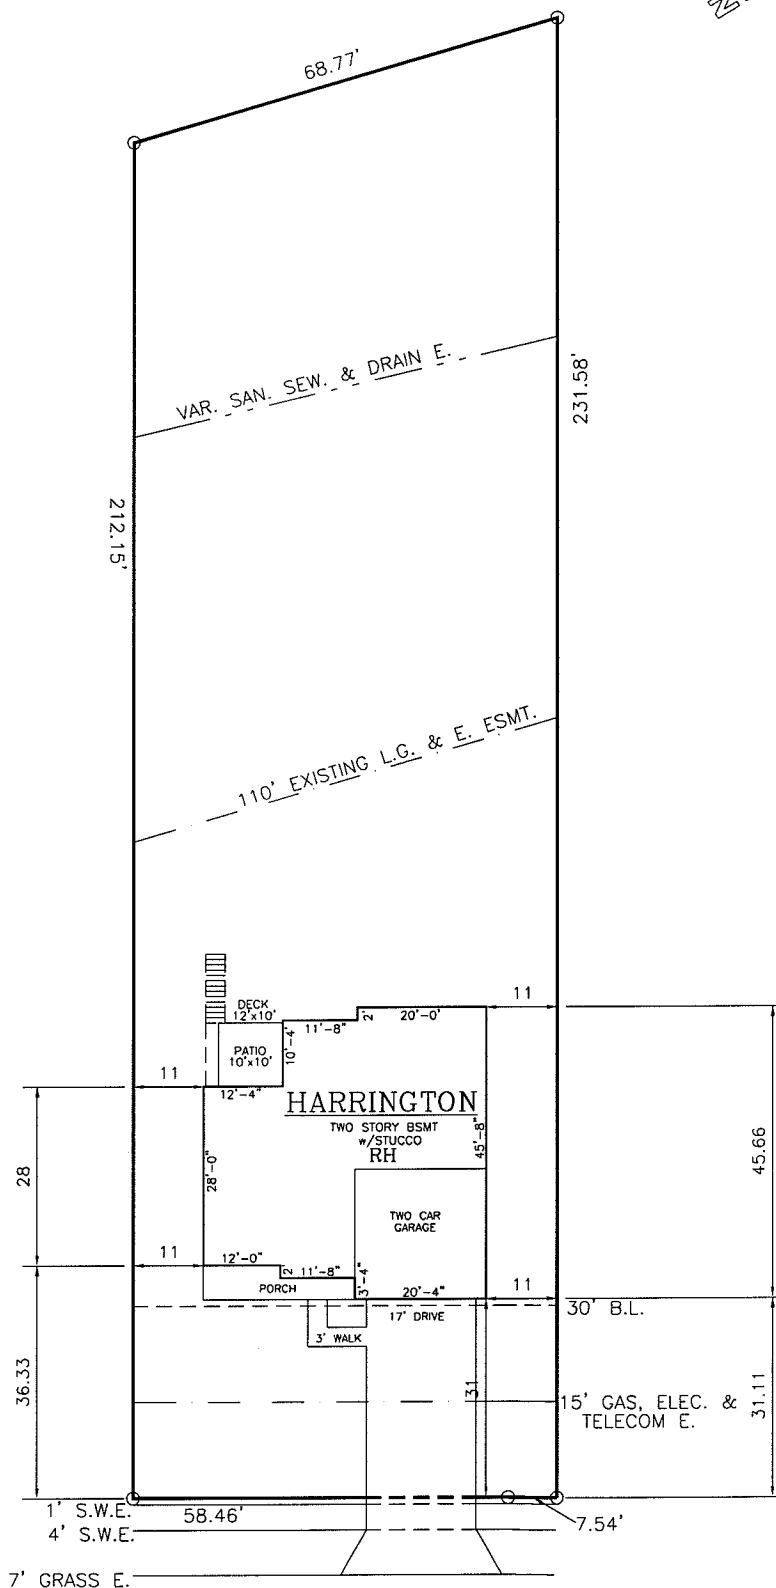 N
68.77'
VAR. SAN. SEW. & DRAIN E.
231.58'
212.15'
110' EXISTING L.G. & E. ESMT.
DECK
12'x10'
11
20'-0"
2'
11'-8"
PATIO
10'x10'
10'-4"
11
12'-4"
HARRINGTON
TWO STORY BSMT
w/STUCCO
RH
45'-8"
45.66
28
28'-0"
TWO CAR
GARAGE
11
12'-0"
2'
11'-8"
3'-4"
11
PORCH
20'-4"
30' B.L.
17' DRIVE
3' WALK
36.33
31
31.11
15' GAS, ELEC. &
TELECOM E.
1' S.W.E.
58.46'
7.54'
4' S.W.E.
7' GRASS E.